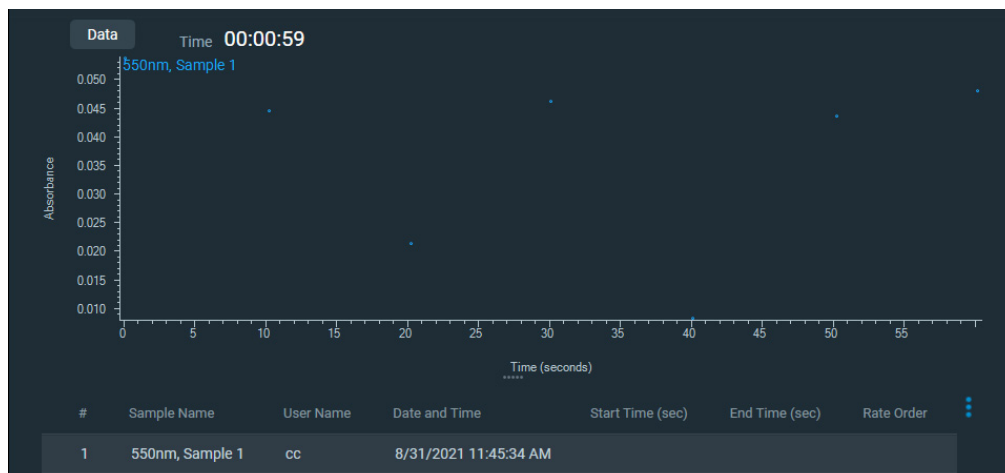 Data Time 00:00:59
550nm, Sample 1
0.050
0.045
0.040
0.035
0.030
0.025
0.020
0.015
0.010
Absorbance
0 5 10 15 20 25 30 35 40 45 50 55
Time (seconds)
# Sample Name User Name Date and Time Start Time (sec) End Time (sec) Rate Order
1 550nm, Sample 1 cc 8/31/2021 11:45:34 AM